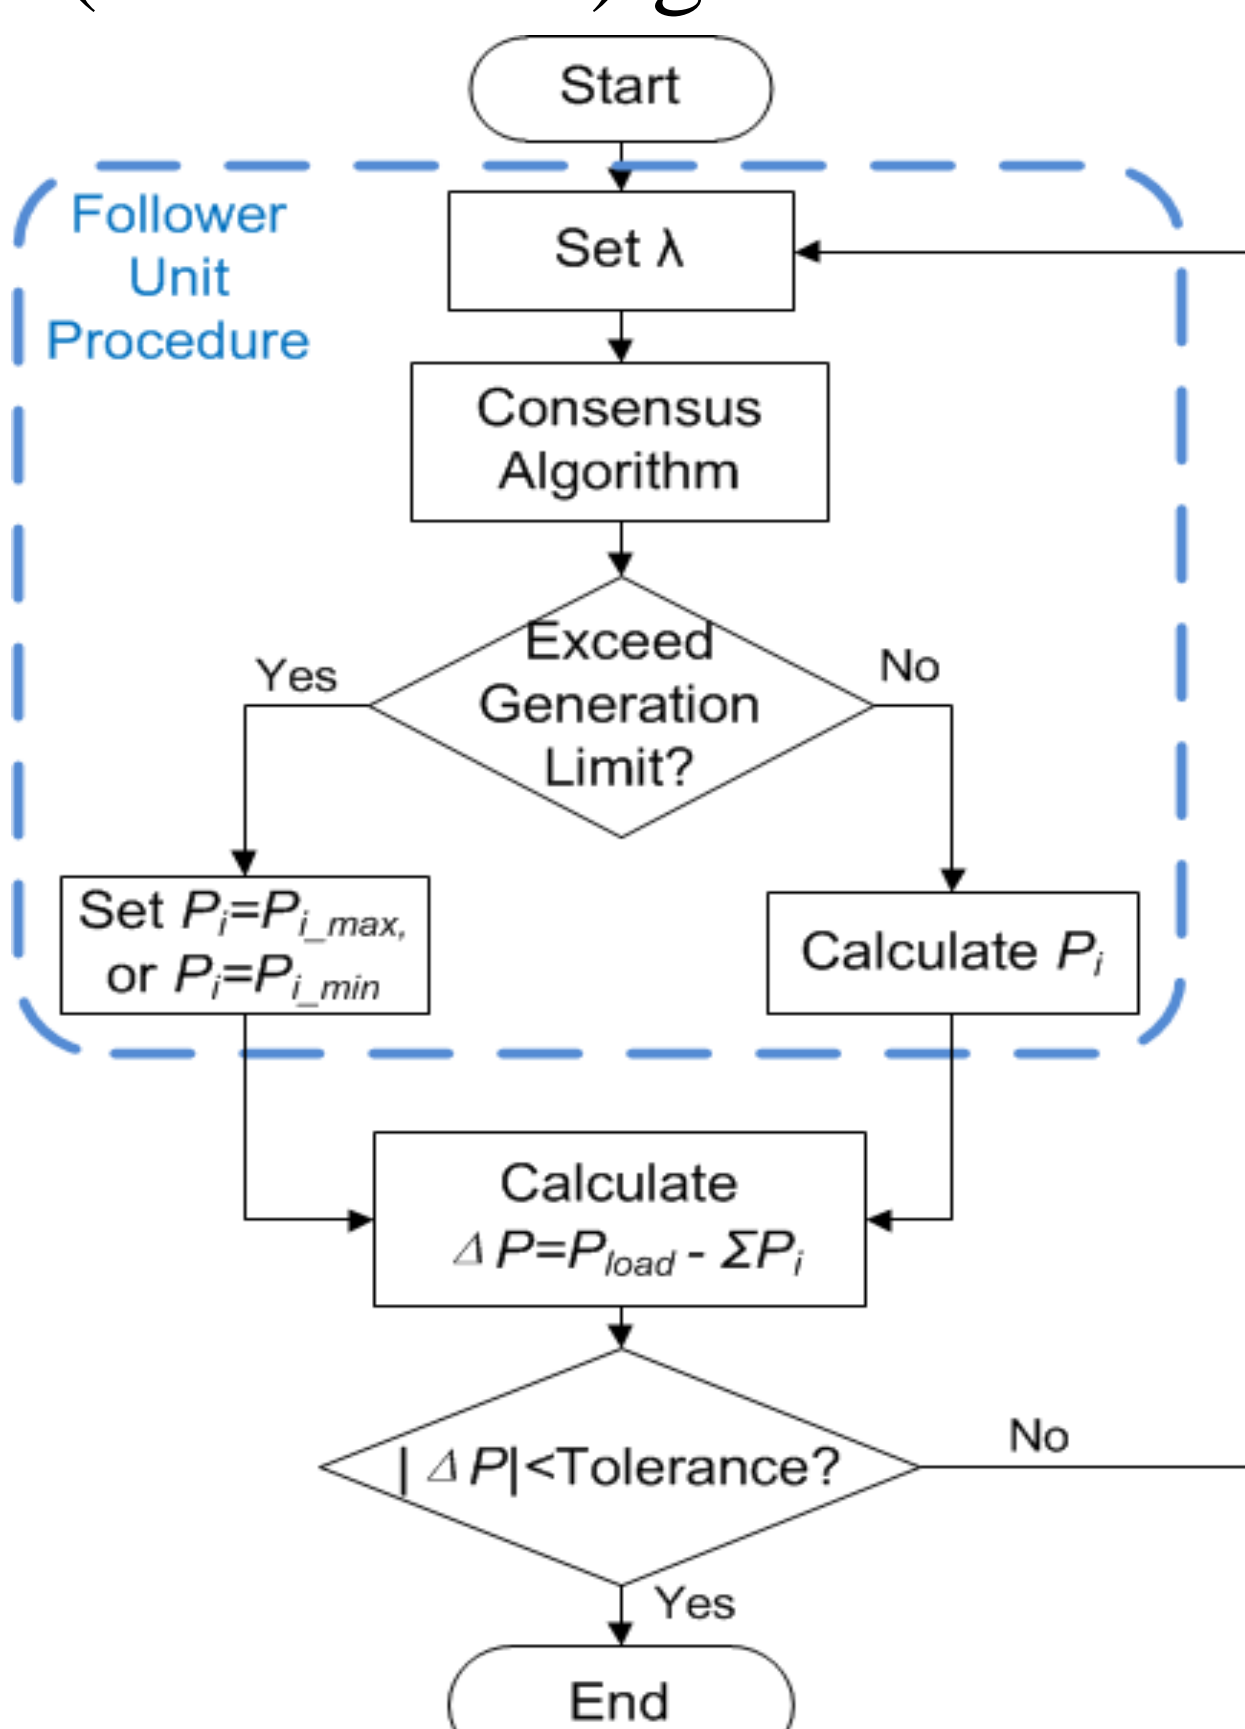 Start
Follower
Unit
Procedure
Set λ
Consensus
Algorithm
Exceed
Generation
Limit?
Yes
No
Set Pi=Pi_max,
or Pi=Pi_min
Calculate Pi
Calculate
ΔP=Pload - ΣPi
|ΔP|<Tolerance?
No
Yes
End